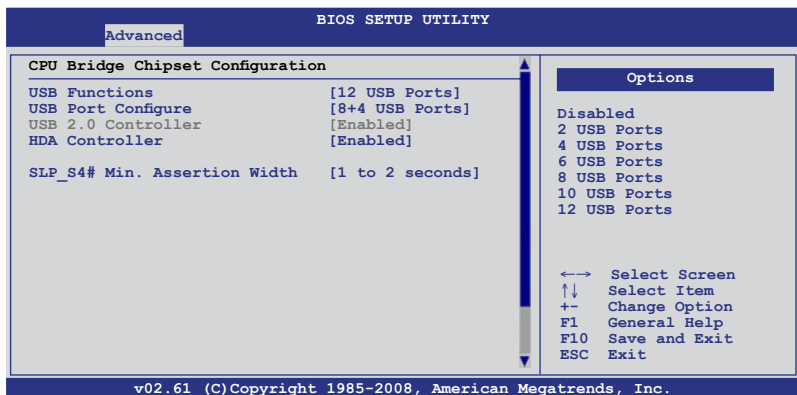 BIOS SETUP UTILITY
Advanced
CPU Bridge Chipset Configuration
USB Functions [12 USB Ports]
USB Port Configure [8+4 USB Ports]
USB 2.0 Controller [Enabled]
HDA Controller [Enabled]
SLP_S4# Min. Assertion Width [1 to 2 seconds]
Options
Disabled
2 USB Ports
4 USB Ports
6 USB Ports
8 USB Ports
10 USB Ports
12 USB Ports
←→ Select Screen
↑↓ Select Item
+- Change Option
F1 General Help
F10 Save and Exit
ESC Exit
v02.61 (C)Copyright 1985-2008, American Megatrends, Inc.